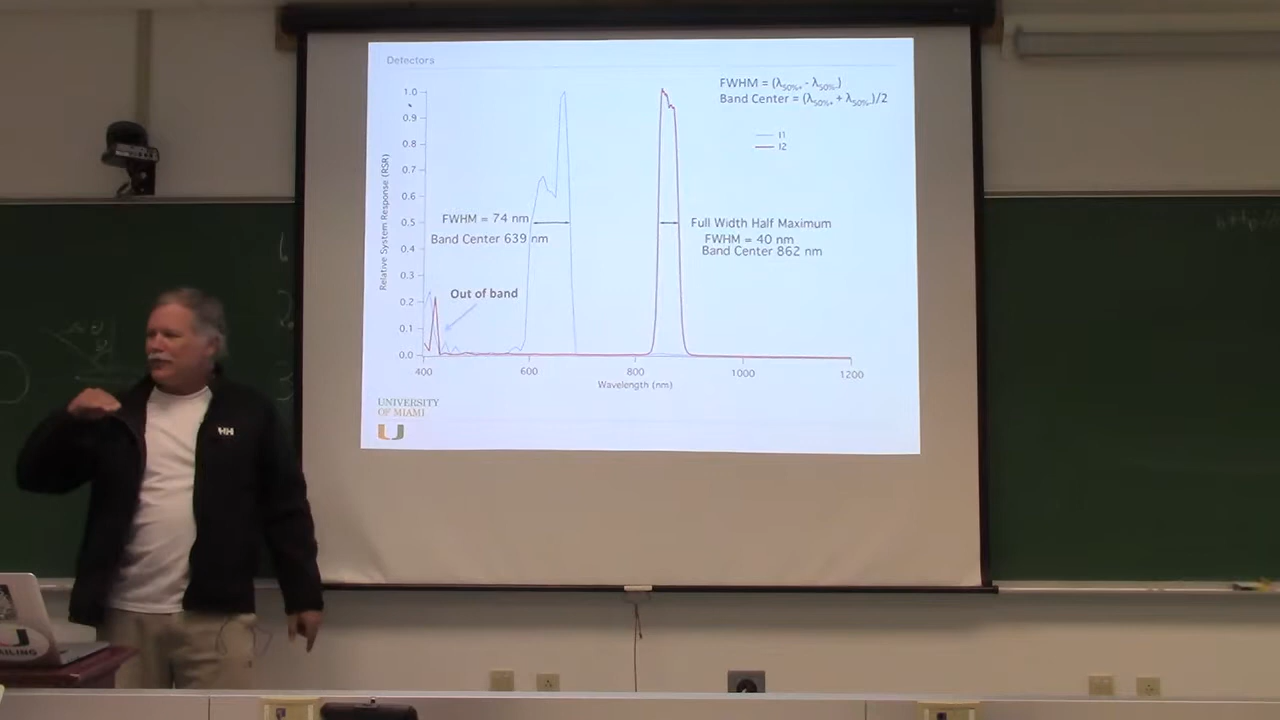 Detectors
FWHM = (λ50%+ - λ50%-)
Band Center = (λ50%+ + λ50%-)/2
I1
I2
1.0
0.9
0.8
0.7
0.6
0.5
0.4
0.3
0.2
0.1
0.0
Relative System Response (RSR)
FWHM = 74 nm
Band Center 639 nm
Full Width Half Maximum
FWHM = 40 nm
Band Center 862 nm
Out of band
400
600
800
1000
1200
Wavelength (nm)
UNIVERSITY
OF MIAMI
HH
AILING